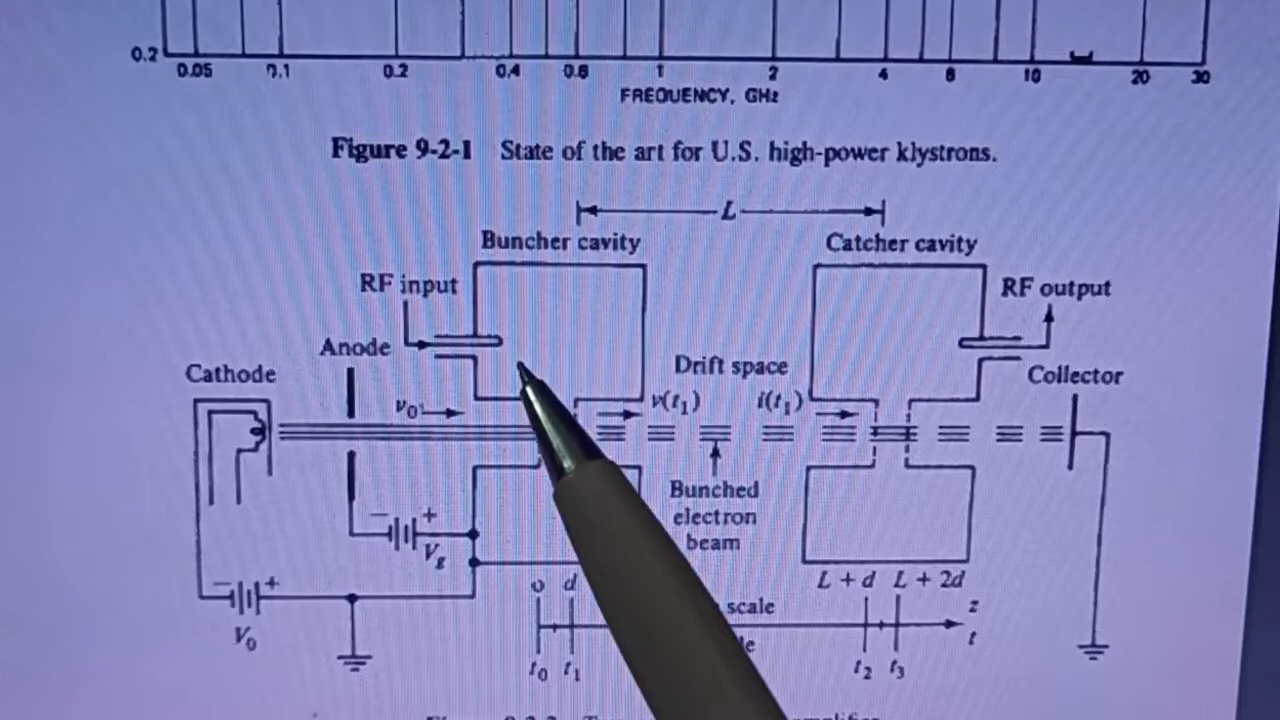 0.2
0.05 0.1 0.2 0.4 0.6 1 2 4 6 10 20 30
FREQUENCY, GHz
Figure 9-2-1 State of the art for U.S. high-power klystrons.
L
Buncher cavity Catcher cavity
RF input RF output
Anode
Drift space
Cathode Collector
v0 v(t1) i(t1)
Bunched
electron
beam
− +
Vg
− +
V0
0 d L + d L + 2d
scale z
t
t0 t1 t2 t3